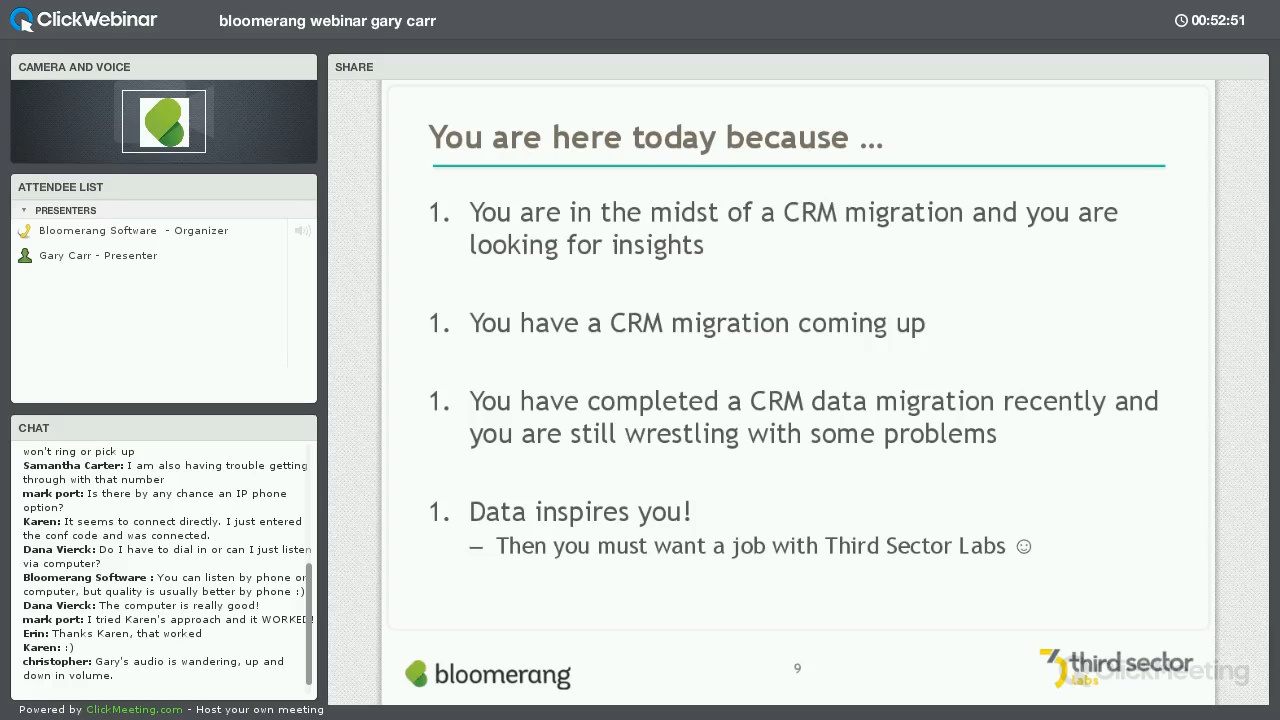 ClickWebinar
bloomerang webinar gary carr
00:52:51
CAMERA AND VOICE
ATTENDEE LIST
PRESENTERS
Bloomerang Software - Organizer
Gary Carr - Presenter
CHAT
won't ring or pick up
Samantha Carter: I am also having trouble getting
through with that number
mark port: Is there by any chance an IP phone
option?
Karen: It seems to connect directly. I just entered
the conf code and was connected.
Dana Vierck: Do I have to dial in or can I just listen
via computer?
Bloomerang Software : You can listen by phone or
computer, but quality is usually better by phone :)
Dana Vierck: The computer is really good!
mark port: I tried Karen's approach and it WORKED!
Erin: Thanks Karen, that worked
Karen: :)
christopher: Gary's audio is wandering, up and
down in volume.
Powered by ClickMeeting.com - Host your own meeting
SHARE
You are here today because ...
1. You are in the midst of a CRM migration and you are
looking for insights
1. You have a CRM migration coming up
1. You have completed a CRM data migration recently and
you are still wrestling with some problems
1. Data inspires you!
– Then you must want a job with Third Sector Labs ☺
bloomerang
9
third sector
labs
ClickMeeting